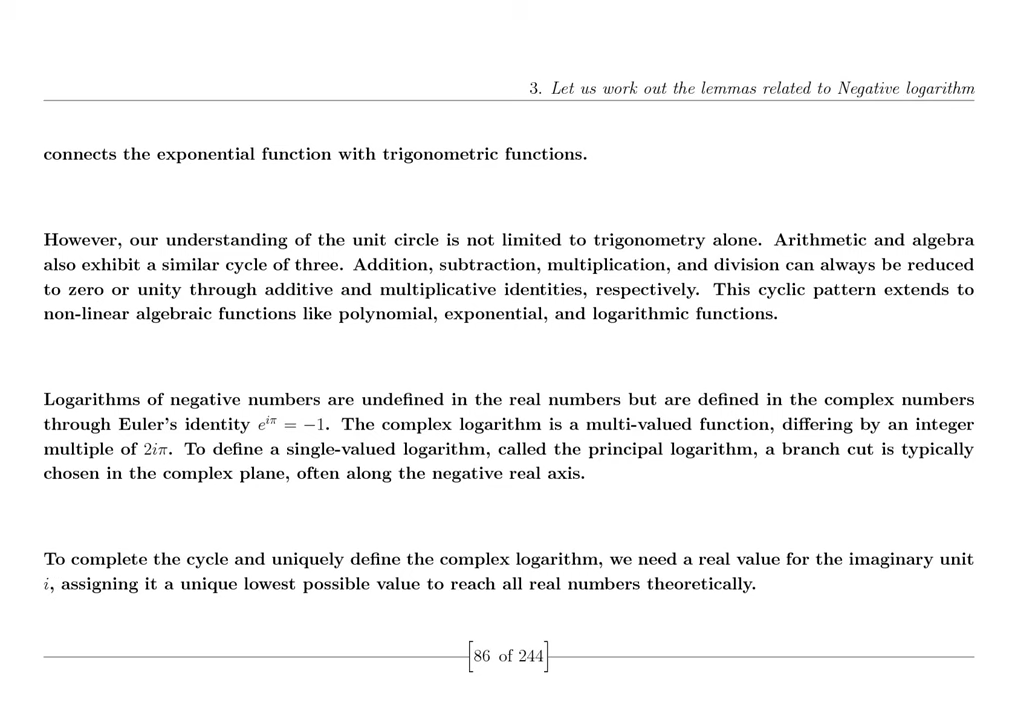 3. Let us work out the lemmas related to Negative logarithm
connects the exponential function with trigonometric functions.
However, our understanding of the unit circle is not limited to trigonometry alone. Arithmetic and algebra
also exhibit a similar cycle of three. Addition, subtraction, multiplication, and division can always be reduced
to zero or unity through additive and multiplicative identities, respectively. This cyclic pattern extends to
non-linear algebraic functions like polynomial, exponential, and logarithmic functions.
Logarithms of negative numbers are undefined in the real numbers but are defined in the complex numbers
through Euler's identity e^{iπ} = −1. The complex logarithm is a multi-valued function, differing by an integer
multiple of 2iπ. To define a single-valued logarithm, called the principal logarithm, a branch cut is typically
chosen in the complex plane, often along the negative real axis.
To complete the cycle and uniquely define the complex logarithm, we need a real value for the imaginary unit
i, assigning it a unique lowest possible value to reach all real numbers theoretically.
[86 of 244]